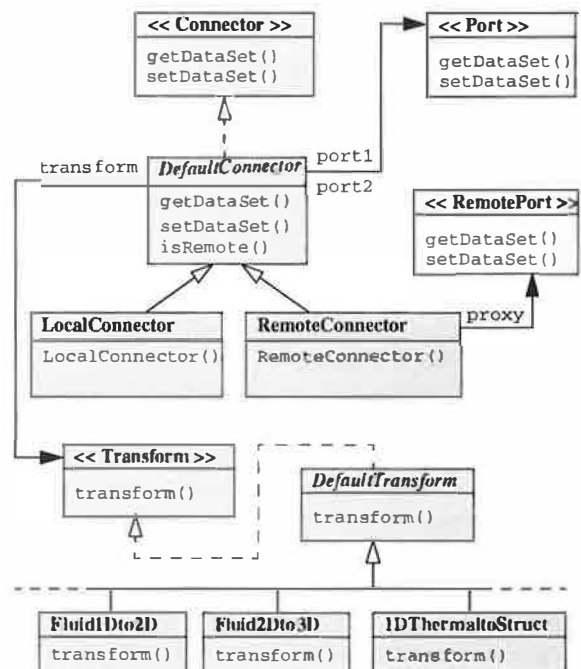 << Connector >>
getDataSet()
setDataSet()
<< Port >>
getDataSet()
setDataSet()
transform
DefaultConnector
port1
port2
getDataSet()
setDataSet()
isRemote()
<< RemotePort >>
getDataSet()
setDataSet()
proxy
LocalConnector
LocalConnector()
RemoteConnector
RemoteConnector()
<< Transform >>
transform()
DefaultTransform
transform()
Fluid1Dto2D
transform()
Fluid2Dto3D
transform()
1DThermaltoStruct
transform()